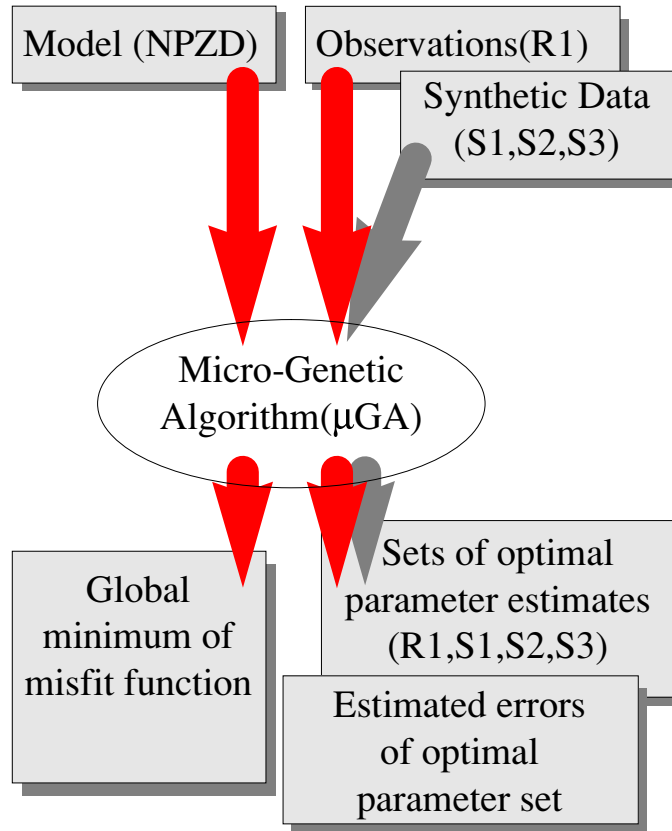 Model (NPZD)
Observations(R1)
Synthetic Data
(S1,S2,S3)
Micro-Genetic
Algorithm(μGA)
Global
minimum of
misfit function
Sets of optimal
parameter estimates
(R1,S1,S2,S3)
Estimated errors
of optimal
parameter set